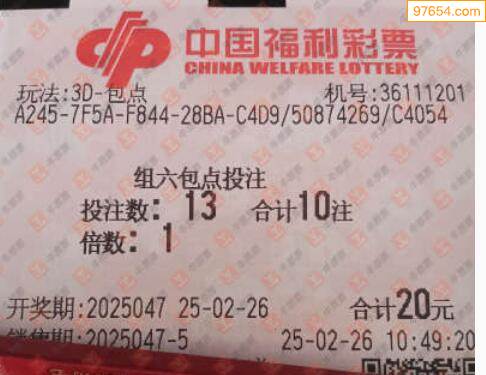 97654.com
中国福利彩票
CHINA WELFARE LOTTERY
玩法:3D-包点 机号:36111201
A245-7F5A-F844-28BA-C4D9/50874269/C4054
组六包点投注
投注数: 13 合计10注
倍数: 1
开奖期:2025047 25-02-26 合计20元
销售期:2025047-5 25-02-26 10:49:20